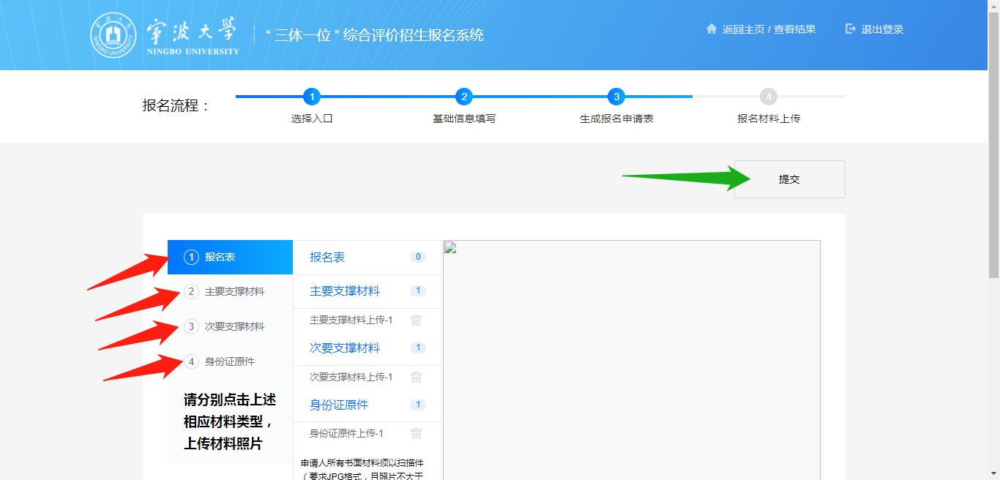 宁波大学
NINGBO UNIVERSITY
“三体一位”综合评价招生报名系统
返回主页 / 查看结果
退出登录
报名流程：
1
2
3
4
选择入口
基础信息填写
生成报名申请表
报名材料上传
提交
1 报名表
2 主要支撑材料
3 次要支撑材料
4 身份证原件
请分别点击上述
相应材料类型，
上传材料照片
报名表 0
主要支撑材料 1
主要支撑材料上传-1
次要支撑材料 1
次要支撑材料上传-1
身份证原件 1
身份证原件上传-1
申请人所有书面材料须以扫描件
（要求JPG格式，且照片不大于